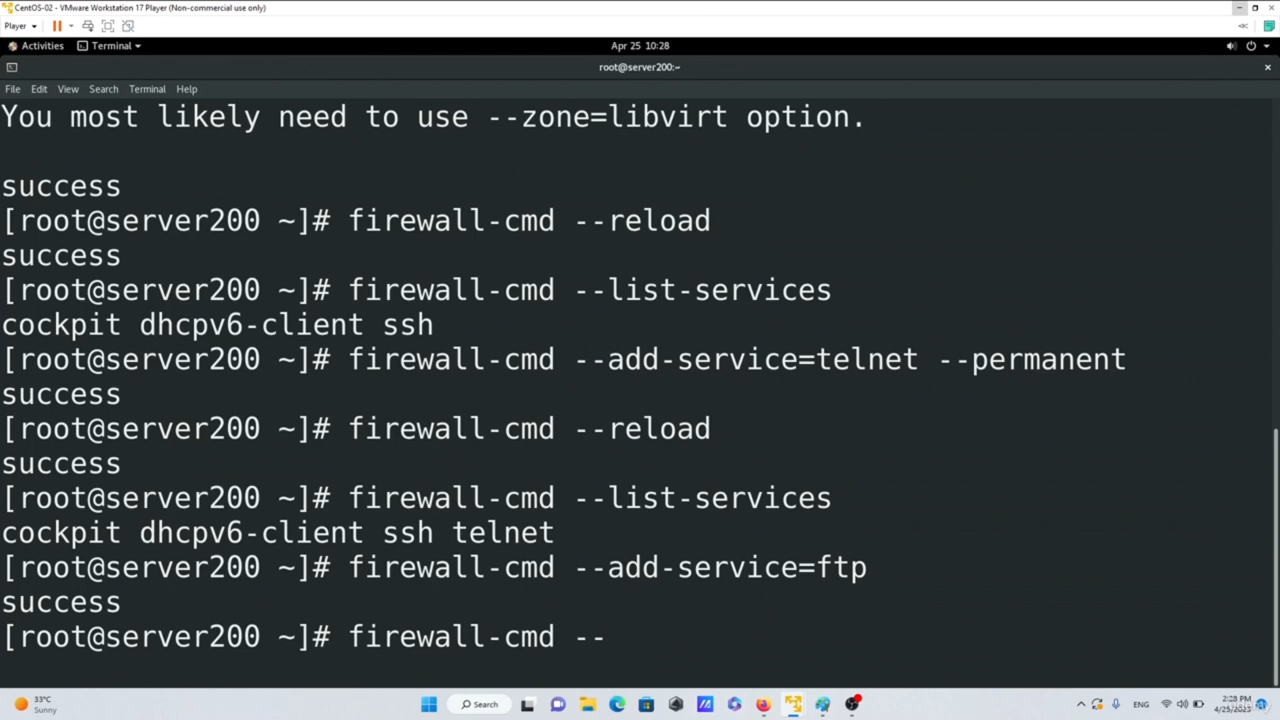 CentOS-02 - VMware Workstation 17 Player (Non-commercial use only)
Player
Activities Terminal Apr 25 10:28
root@server200:~
File Edit View Search Terminal Help
You most likely need to use --zone=libvirt option.
success
[root@server200 ~]# firewall-cmd --reload
success
[root@server200 ~]# firewall-cmd --list-services
cockpit dhcpv6-client ssh
[root@server200 ~]# firewall-cmd --add-service=telnet --permanent
success
[root@server200 ~]# firewall-cmd --reload
success
[root@server200 ~]# firewall-cmd --list-services
cockpit dhcpv6-client ssh telnet
[root@server200 ~]# firewall-cmd --add-service=ftp
success
[root@server200 ~]# firewall-cmd --
33°C
Sunny
Search
ENG
2:28 PM
4/25/2023